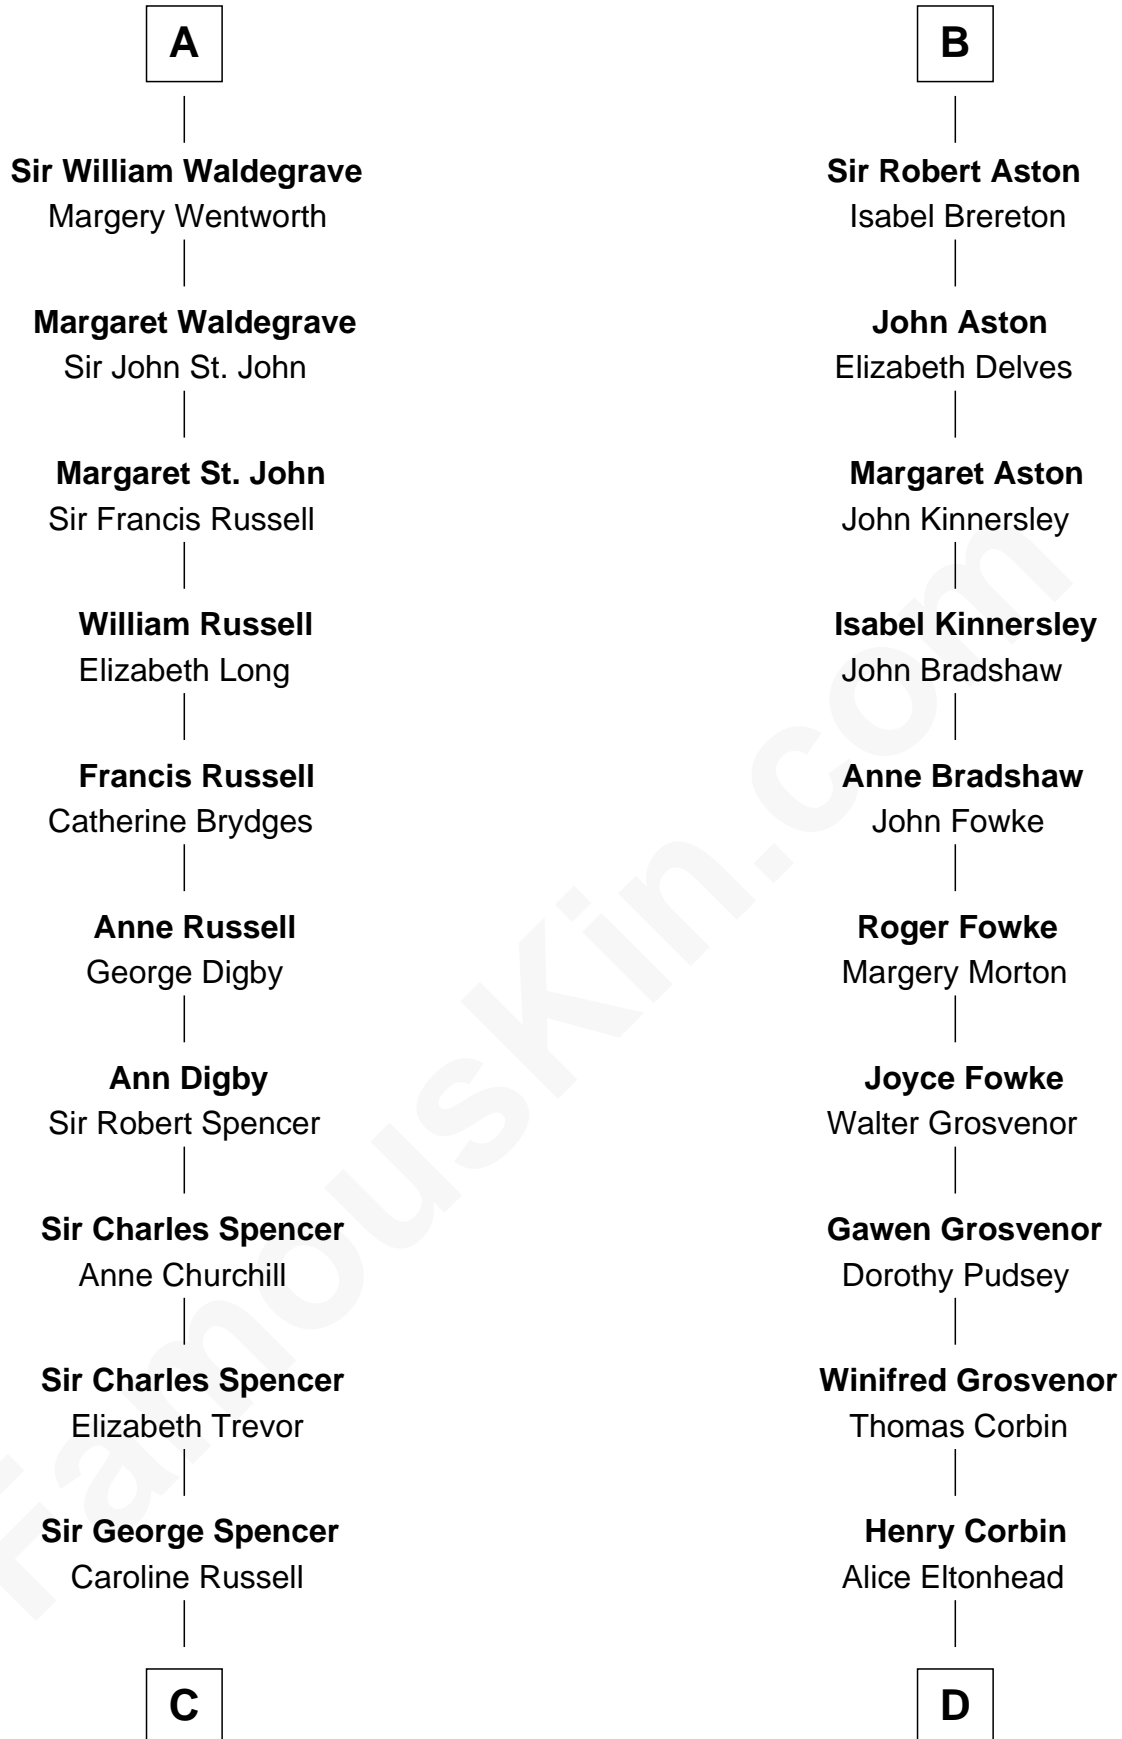 A
Sir William Waldegrave
Margery Wentworth
Margaret Waldegrave
Sir John St. John
Margaret St. John
Sir Francis Russell
William Russell
Elizabeth Long
Francis Russell
Catherine Brydges
Anne Russell
George Digby
Ann Digby
Sir Robert Spencer
Sir Charles Spencer
Anne Churchill
Sir Charles Spencer
Elizabeth Trevor
Sir George Spencer
Caroline Russell
C
B
Sir Robert Aston
Isabel Brereton
John Aston
Elizabeth Delves
Margaret Aston
John Kinnersley
Isabel Kinnersley
John Bradshaw
Anne Bradshaw
John Fowke
Roger Fowke
Margery Morton
Joyce Fowke
Walter Grosvenor
Gawen Grosvenor
Dorothy Pudsey
Winifred Grosvenor
Thomas Corbin
Henry Corbin
Alice Eltonhead
D
FamousKin.com